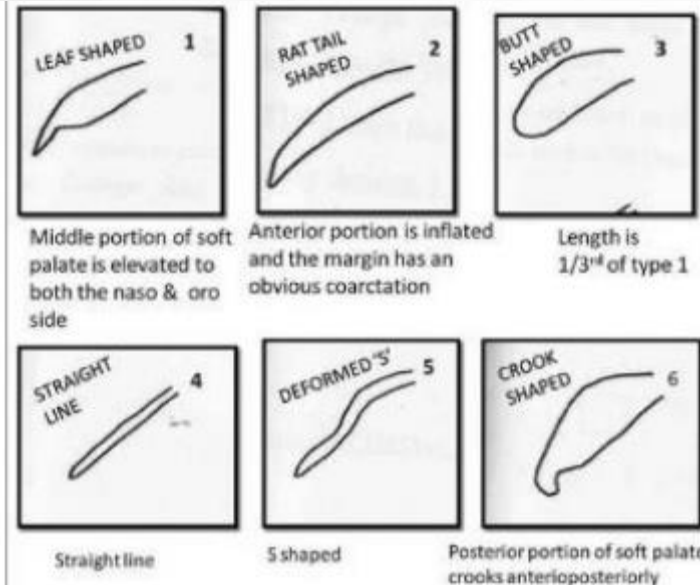 LEAF SHAPED
1
RAT TAIL
SHAPED
2
BUTT
SHAPED
3
Middle portion of soft
palate is elevated to
both the naso & oro
side
Anterior portion is inflated
and the margin has an
obvious coarctation
Length is
1/3rd of type 1
STRAIGHT
LINE
4
DEFORMED 'S'
5
CROOK
SHAPED
6
Straight line
S shaped
Posterior portion of soft palate
crooks anterioposteriorly